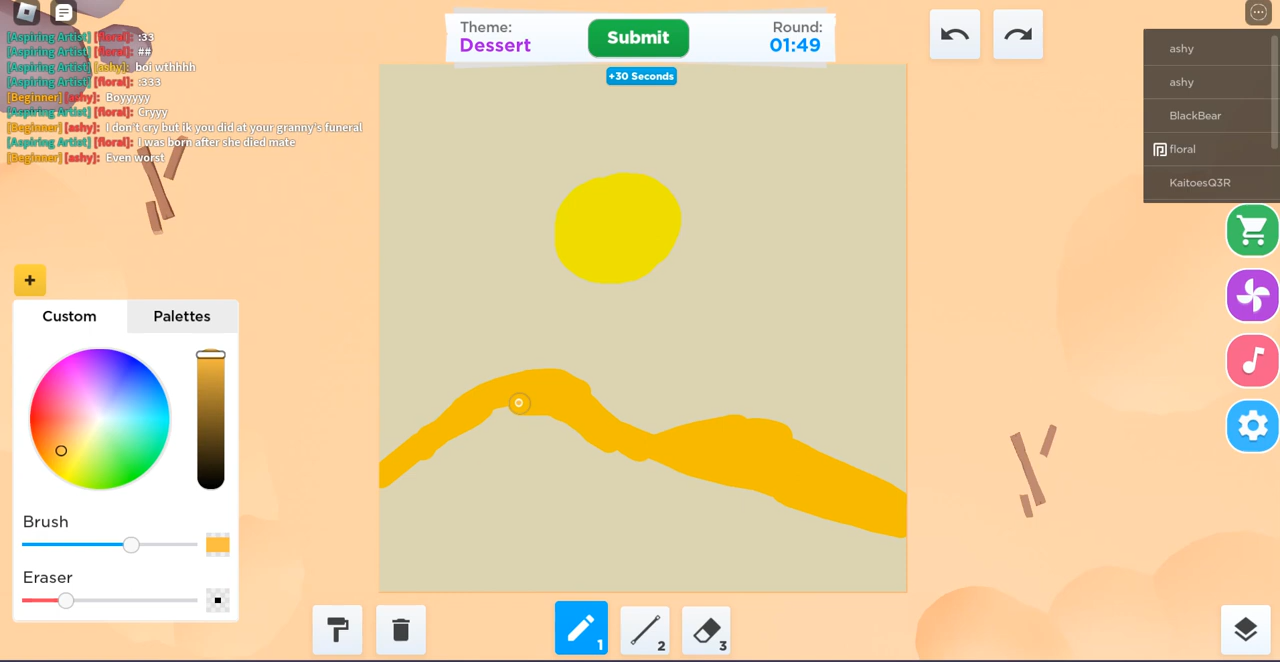 [Aspiring Artist] [floral]: :33
[Aspiring Artist] [floral]: ##
[Aspiring Artist] [ashy]: boi wthhhh
[Aspiring Artist] [floral]: :333
[Beginner] [ashy]: Boyyyyy
[Aspiring Artist] [floral]: Cryyy
[Beginner] [ashy]: I don't cry but ik you did at your granny's funeral
[Aspiring Artist] [floral]: I was born after she died mate
[Beginner] [ashy]: Even worst
Theme:
Dessert
Submit
Round:
01:49
+30 Seconds
ashy
ashy
BlackBear
floral
KaitoesQ3R
+
Custom
Palettes
Brush
Eraser
1
2
3